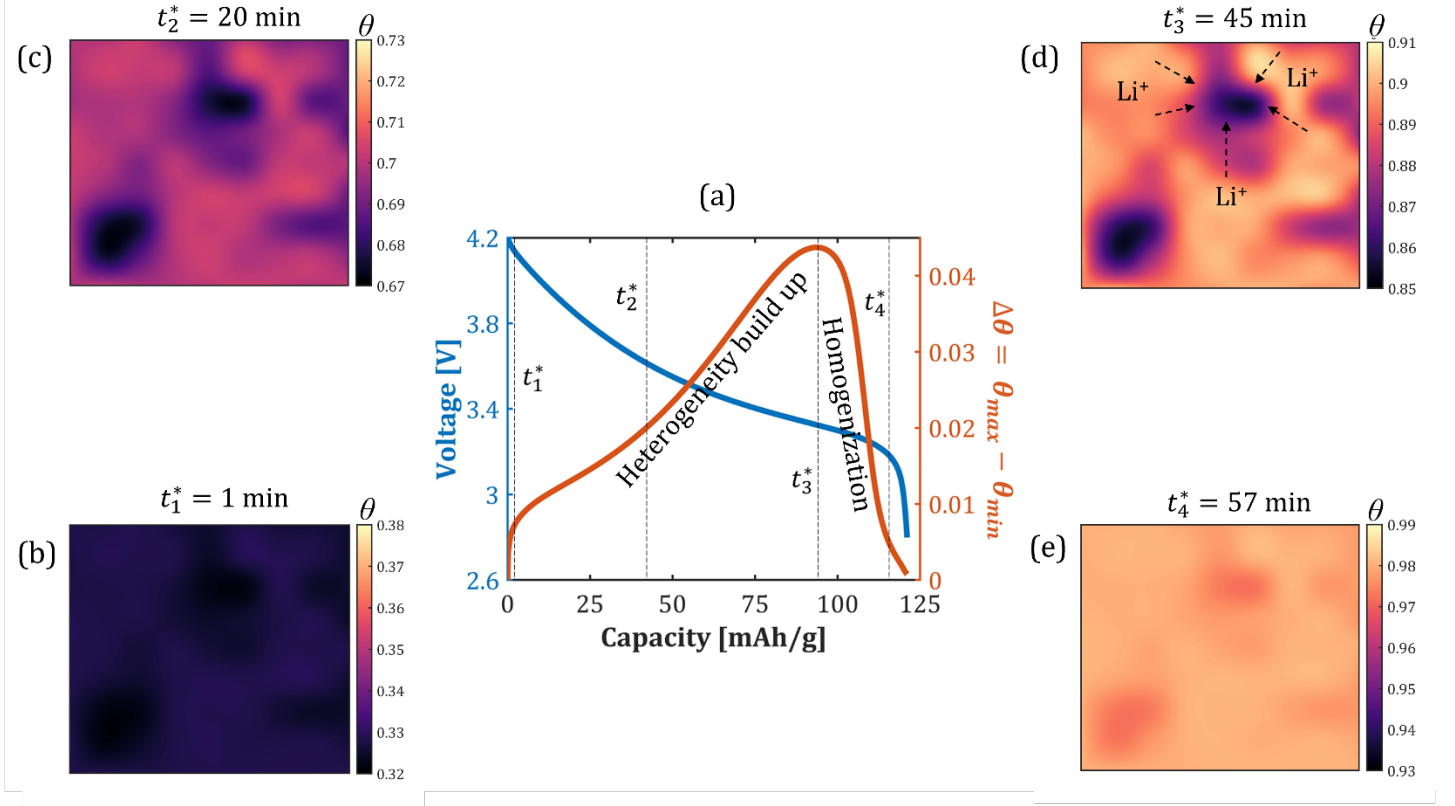 (c)
t₂* = 20 min
θ
0.73
0.72
0.71
0.7
0.69
0.68
0.67
(d)
t₃* = 45 min
θ
0.91
0.9
0.89
0.88
0.87
0.86
0.85
Li⁺
Li⁺
Li⁺
(a)
4.2
3.8
3.4
3
2.6
Voltage [V]
0
25
50
75
100
125
Capacity [mAh/g]
0.04
0.03
0.02
0.01
0
Δθ = θmax − θmin
t₁*
t₂*
t₃*
t₄*
Heterogeneity build up
Homogenization
(b)
t₁* = 1 min
θ
0.38
0.37
0.36
0.35
0.34
0.33
0.32
(e)
t₄* = 57 min
θ
0.99
0.98
0.97
0.96
0.95
0.94
0.93